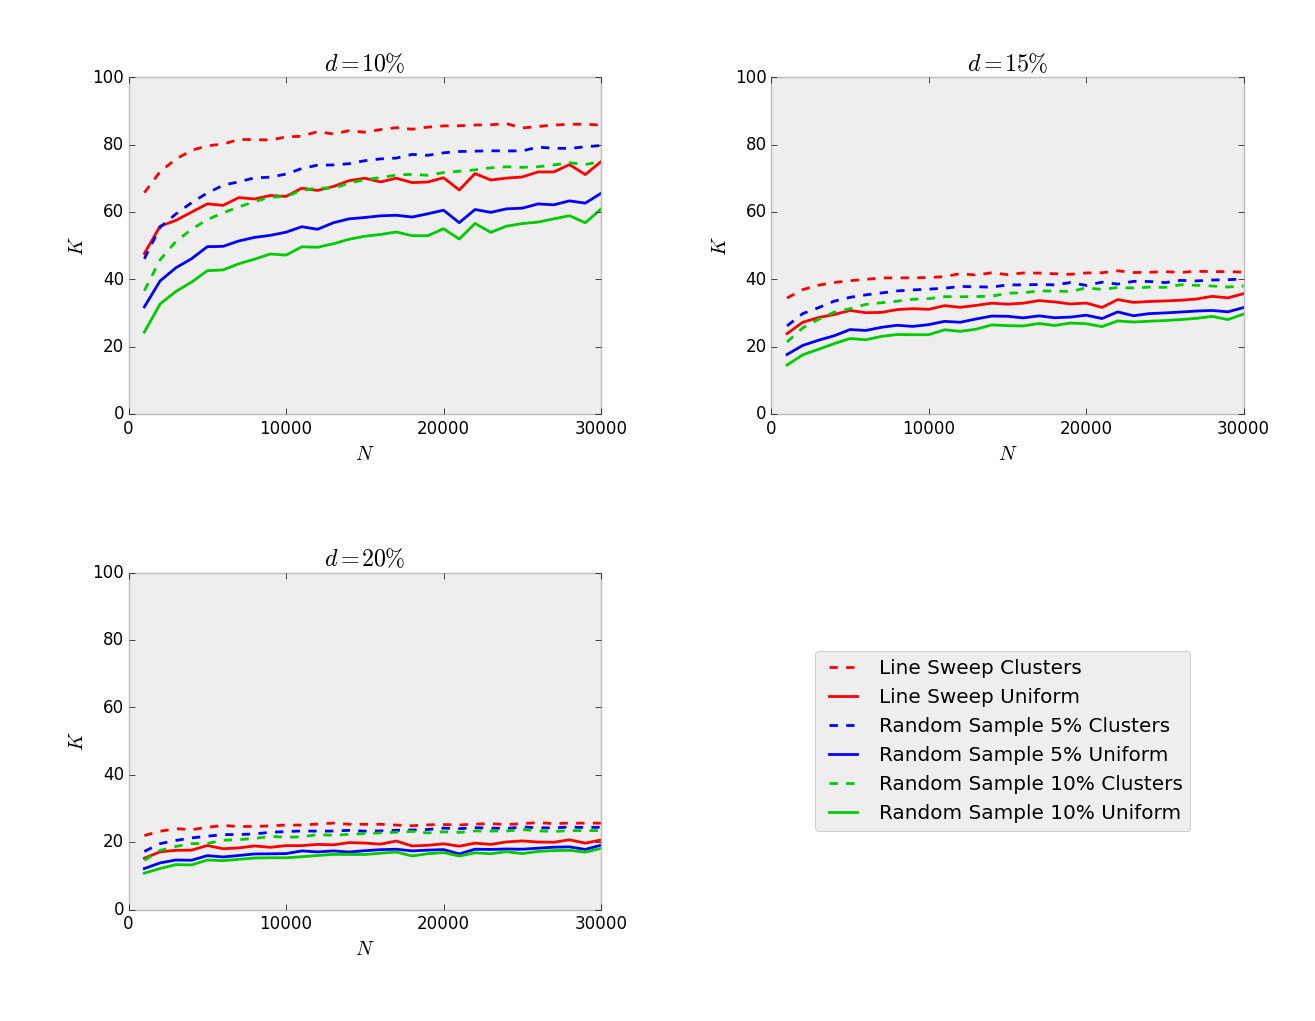 d = 10%
100
80
60
40
20
0
K
0 10000 20000 30000
N
d = 15%
100
80
60
40
20
0
K
0 10000 20000 30000
N
d = 20%
100
80
60
40
20
0
K
0 10000 20000 30000
N
Line Sweep Clusters
Line Sweep Uniform
Random Sample 5% Clusters
Random Sample 5% Uniform
Random Sample 10% Clusters
Random Sample 10% Uniform